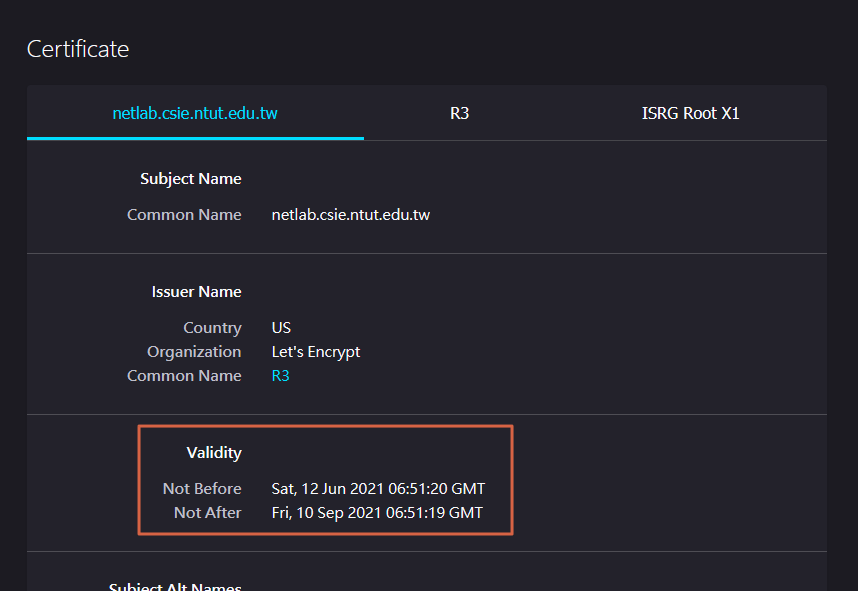 Certificate
netlab.csie.ntut.edu.tw R3 ISRG Root X1
Subject Name
Common Name netlab.csie.ntut.edu.tw
Issuer Name
Country US
Organization Let's Encrypt
Common Name R3
Validity
Not Before Sat, 12 Jun 2021 06:51:20 GMT
Not After Fri, 10 Sep 2021 06:51:19 GMT
Subject Alt Names